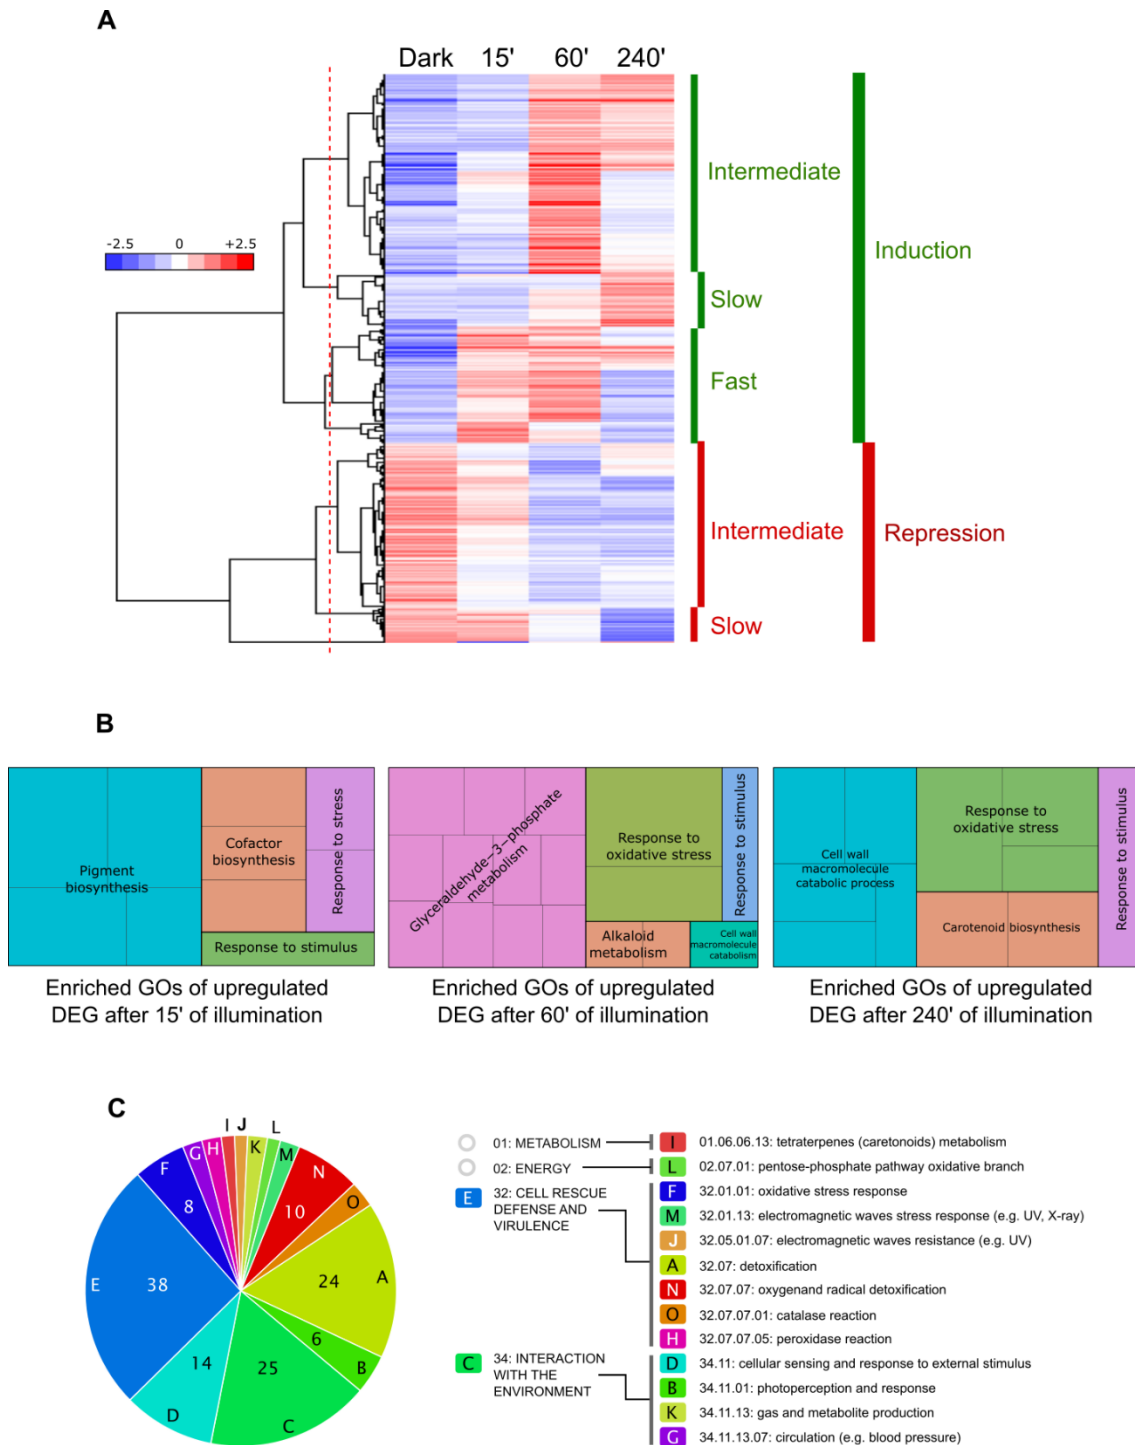 A
Dark 15' 60' 240'
-2.5 0 +2.5
Intermediate
Induction
Slow
Fast
Intermediate
Repression
Slow
B
Pigment
biosynthesis
Cofactor
biosynthesis
Response to stress
Response to stimulus
Glyceraldehyde-3-phosphate
metabolism
Response to
oxidative stress
Response to stimulus
Alkaloid
metabolism
Cell wall
macromolecule
catabolism
Cell wall
macromolecule
catabolic process
Response to
oxidative stress
Carotenoid biosynthesis
Response to stimulus
Enriched GOs of upregulated
DEG after 15' of illumination
Enriched GOs of upregulated
DEG after 60' of illumination
Enriched GOs of upregulated
DEG after 240' of illumination
C
F G H I J K L M N O
8 10
E 38 24 A
6
14 25 B
D C
01: METABOLISM
02: ENERGY
E 32: CELL RESCUE
DEFENSE AND
VIRULENCE
C 34: INTERACTION
WITH THE
ENVIRONMENT
I 01.06.06.13: tetraterpenes (caretonoids) metabolism
L 02.07.01: pentose-phosphate pathway oxidative branch
F 32.01.01: oxidative stress response
M 32.01.13: electromagnetic waves stress response (e.g. UV, X-ray)
J 32.05.01.07: electromagnetic waves resistance (e.g. UV)
A 32.07: detoxification
N 32.07.07: oxygenand radical detoxification
O 32.07.07.01: catalase reaction
H 32.07.07.05: peroxidase reaction
D 34.11: cellular sensing and response to external stimulus
B 34.11.01: photoperception and response
K 34.11.13: gas and metabolite production
G 34.11.13.07: circulation (e.g. blood pressure)